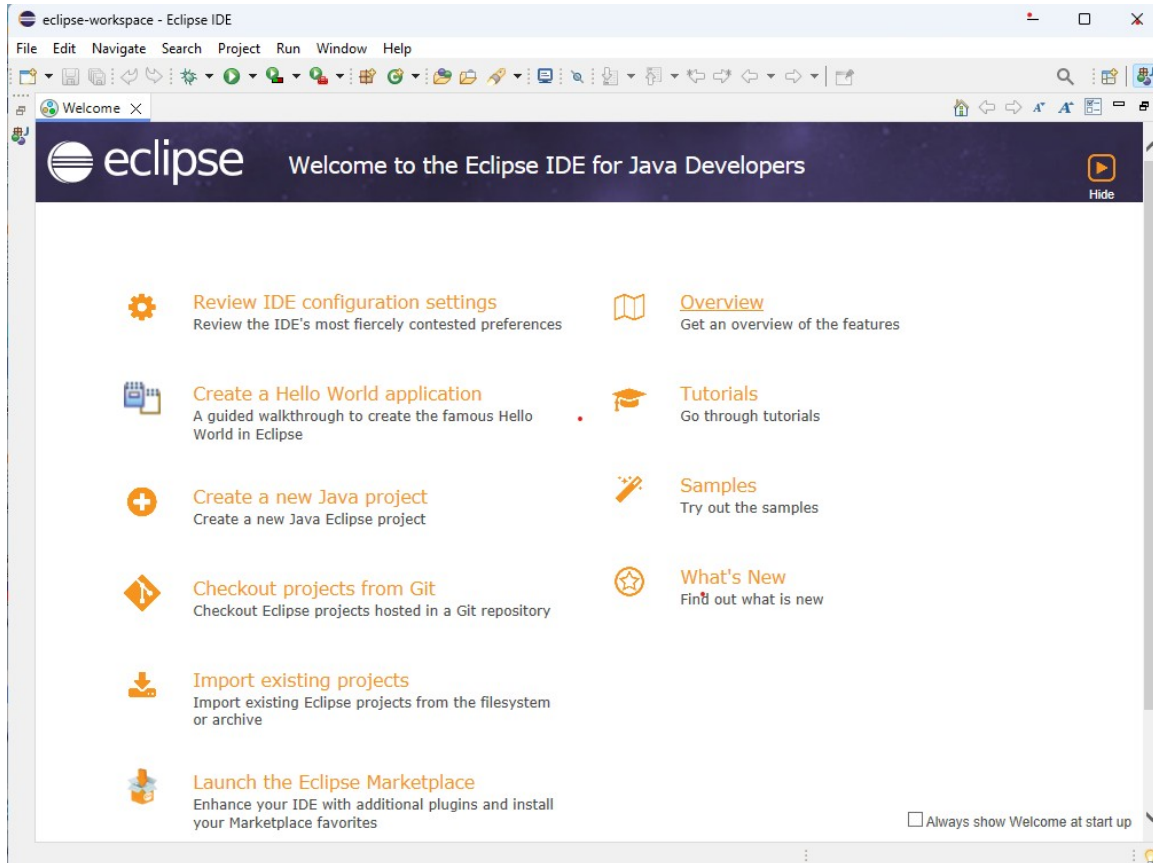 eclipse-workspace - Eclipse IDE
File Edit Navigate Search Project Run Window Help
Welcome
eclipse Welcome to the Eclipse IDE for Java Developers
Hide
Review IDE configuration settings
Review the IDE's most fiercely contested preferences
Create a Hello World application
A guided walkthrough to create the famous Hello
World in Eclipse
Create a new Java project
Create a new Java Eclipse project
Checkout projects from Git
Checkout Eclipse projects hosted in a Git repository
Import existing projects
Import existing Eclipse projects from the filesystem
or archive
Launch the Eclipse Marketplace
Enhance your IDE with additional plugins and install
your Marketplace favorites
Overview
Get an overview of the features
Tutorials
Go through tutorials
Samples
Try out the samples
What's New
Find out what is new
Always show Welcome at start up